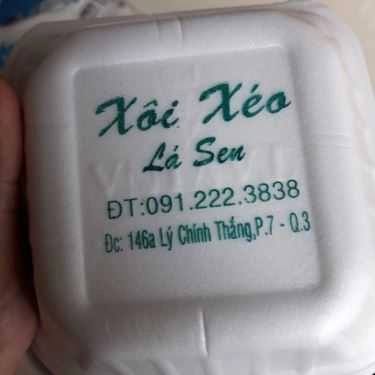 Xôi Xéo
Lá Sen
ĐT:091.222.3838
Đc: 146a Lý Chính Thắng,P.7 - Q.3